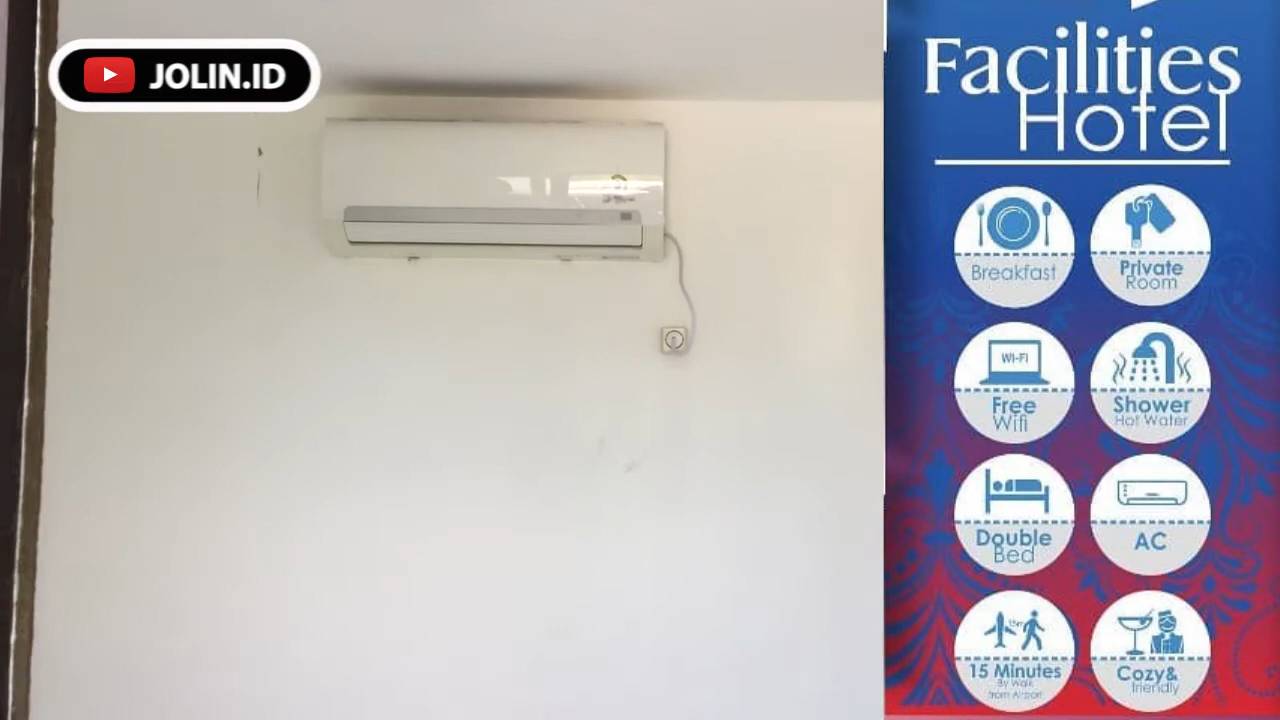 JOLIN.ID
Facilities
Hotel
Breakfast
Private
Room
WI-FI
Free
Wifi
Shower
Hot Water
Double
Bed
AC
15 Minutes
By Walk
from Airport
Cozy&
friendly